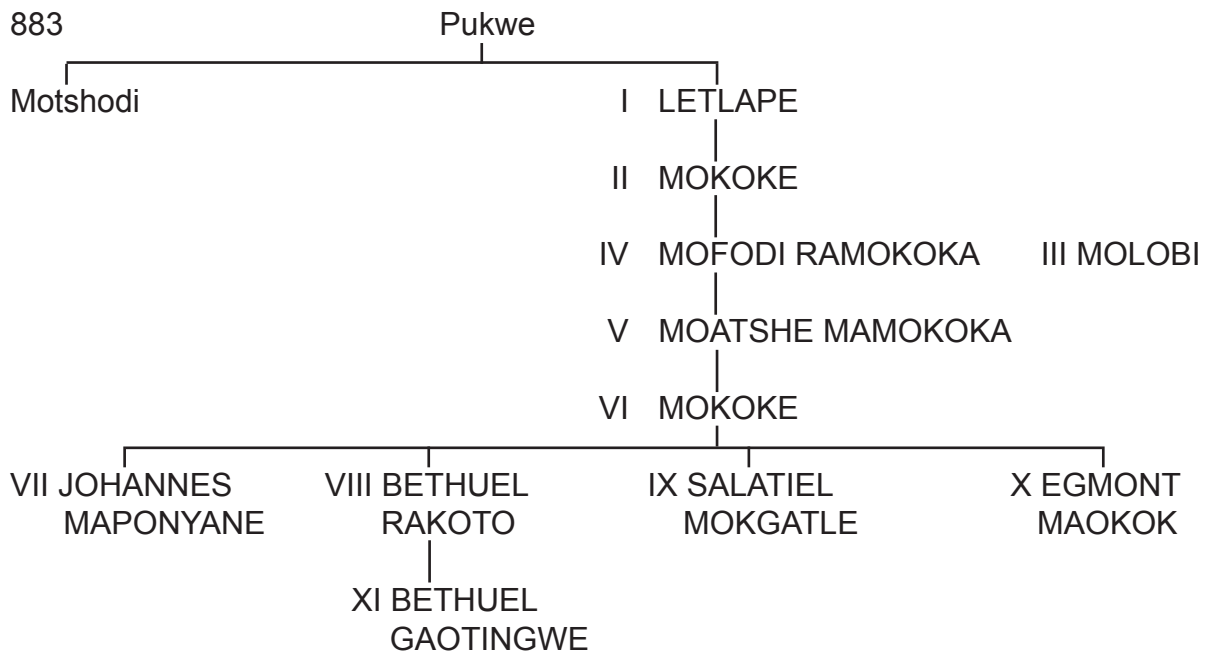 883 Pukwe
Motshodi I LETLAPE
II MOKOKE
IV MOFODI RAMOKOKA III MOLOBI
V MOATSHE MAMOKOKA
VI MOKOKE
VII JOHANNES VIII BETHUEL IX SALATIEL X EGMONT
MAPONYANE RAKOTO MOKGATLE MAOKOK
XI BETHUEL
GAOTINGWE